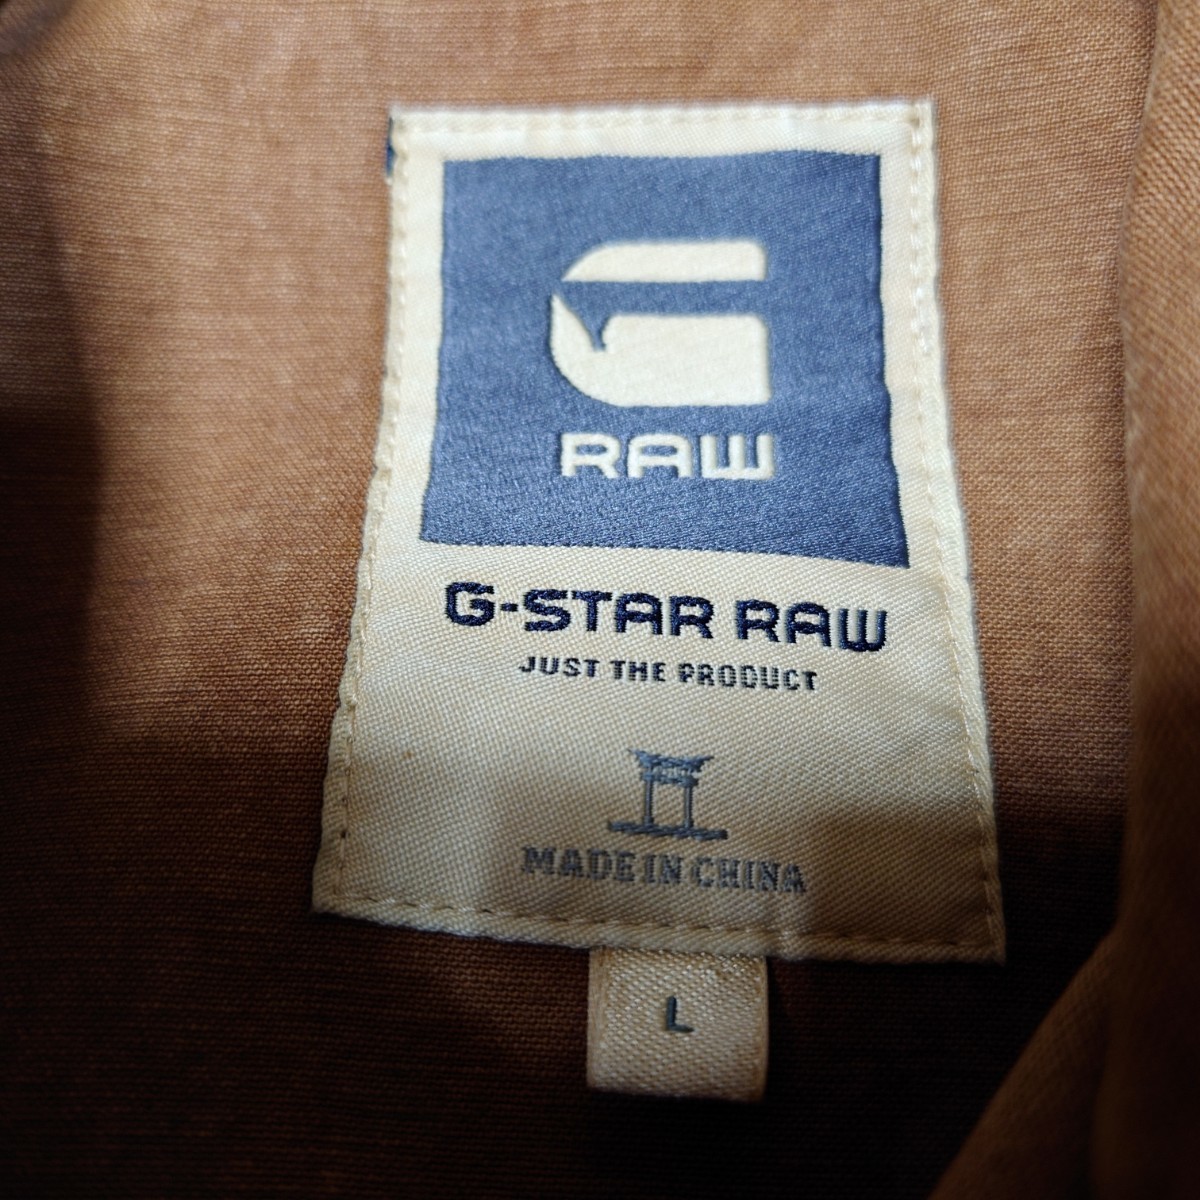 RAW
G-STAR RAW
JUST THE PRODUCT
MADE IN CHINA
L